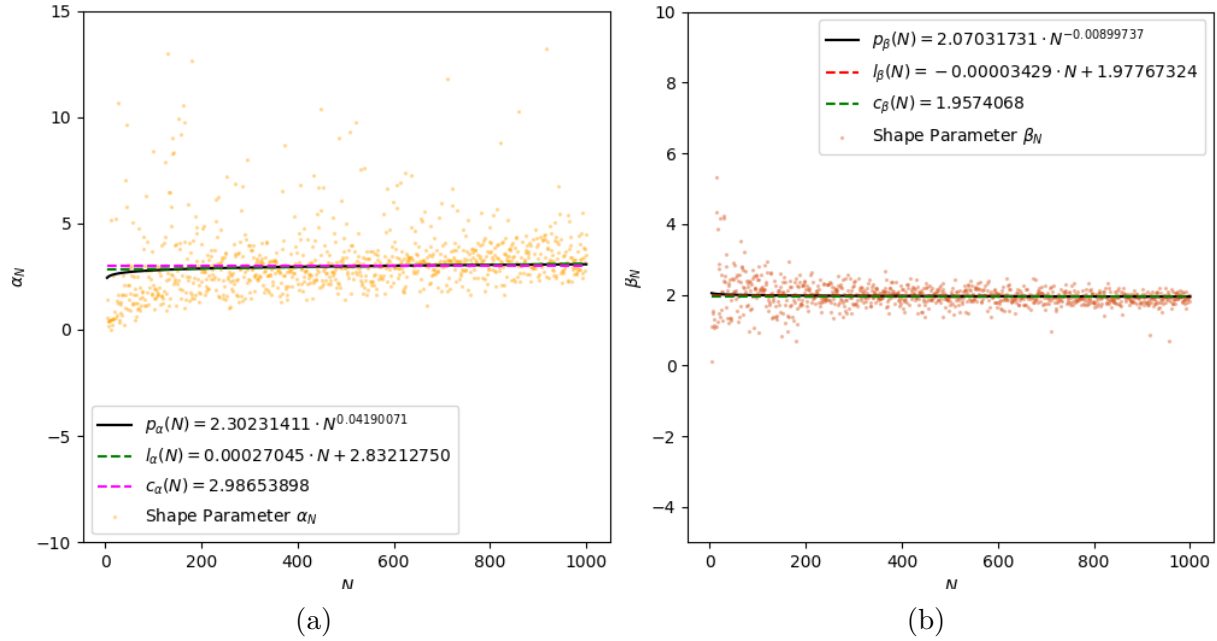 15
10
5
0
−5
−10
α_N
0 200 400 600 800 1000
N
p_α(N) = 2.30231411 · N^0.04190071
l_α(N) = 0.00027045 · N + 2.83212750
c_α(N) = 2.98653898
Shape Parameter α_N
(a)
10
8
6
4
2
0
−2
−4
β_N
p_β(N) = 2.07031731 · N^−0.00899737
l_β(N) = −0.00003429 · N + 1.97767324
c_β(N) = 1.9574068
Shape Parameter β_N
0 200 400 600 800 1000
N
(b)